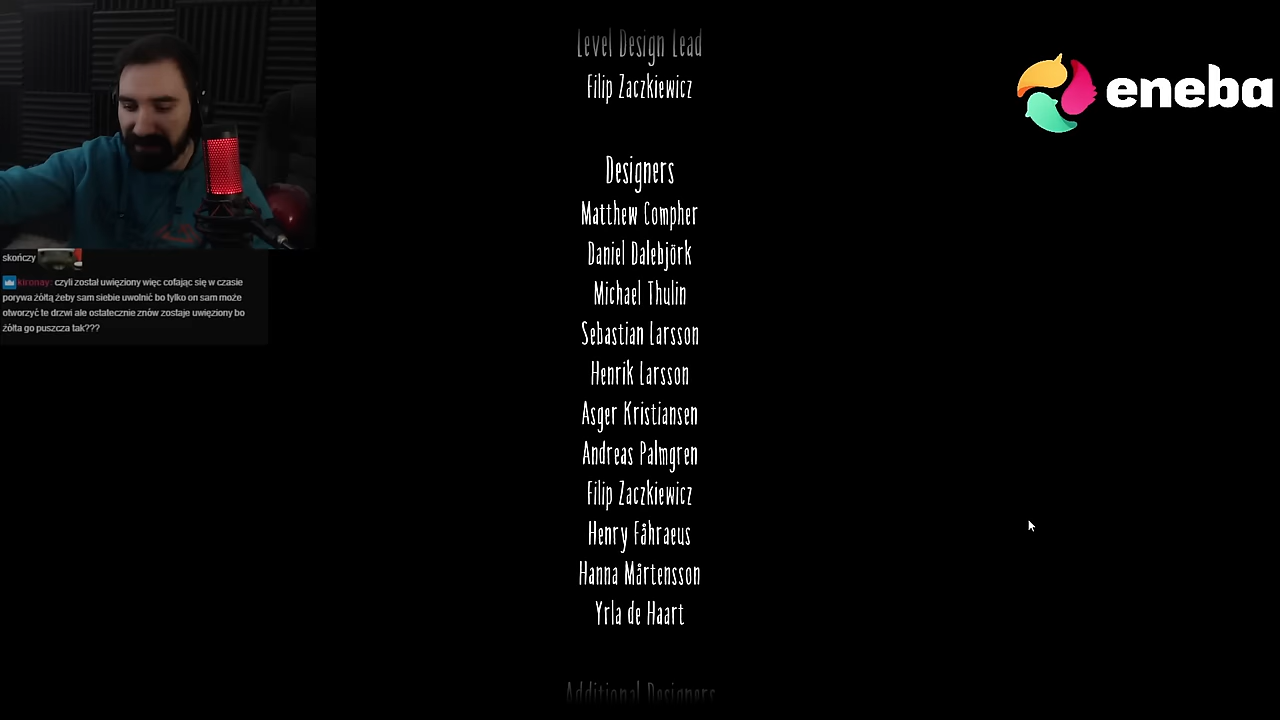 Level Design Lead
Filip Zaczkiewicz
eneba
Designers
Matthew Compher
Daniel Dalebjörk
Michael Thulin
Sebastian Larsson
Henrik Larsson
Asger Kristiansen
Andreas Palmgren
Filip Zaczkiewicz
Henry Fåhraeus
Hanna Mårtensson
Yrla de Haart
Additional Designers
skończy
kironay: czyli został uwięziony więc cofając się w czasie
porywa żółtą żeby sam siebie uwolnić bo tylko on sam może
otworzyć te drzwi ale ostatecznie znów zostaje uwięziony bo
żółta go puszcza tak???